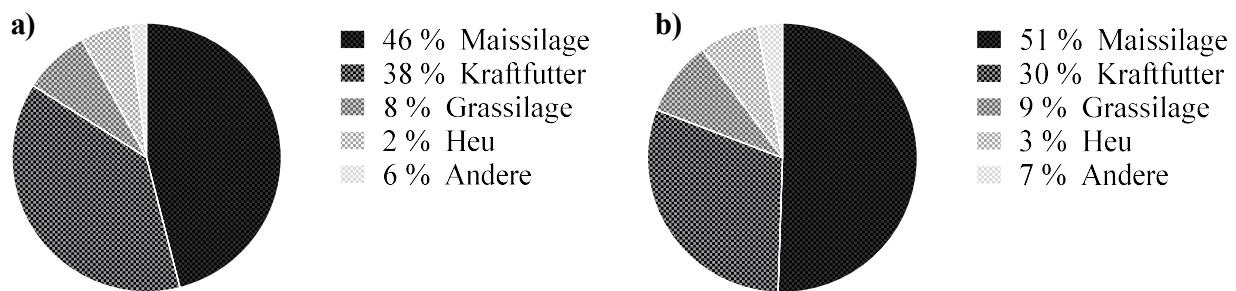 a)
46 % Maissilage
38 % Kraftfutter
8 % Grassilage
2 % Heu
6 % Andere
b)
51 % Maissilage
30 % Kraftfutter
9 % Grassilage
3 % Heu
7 % Andere